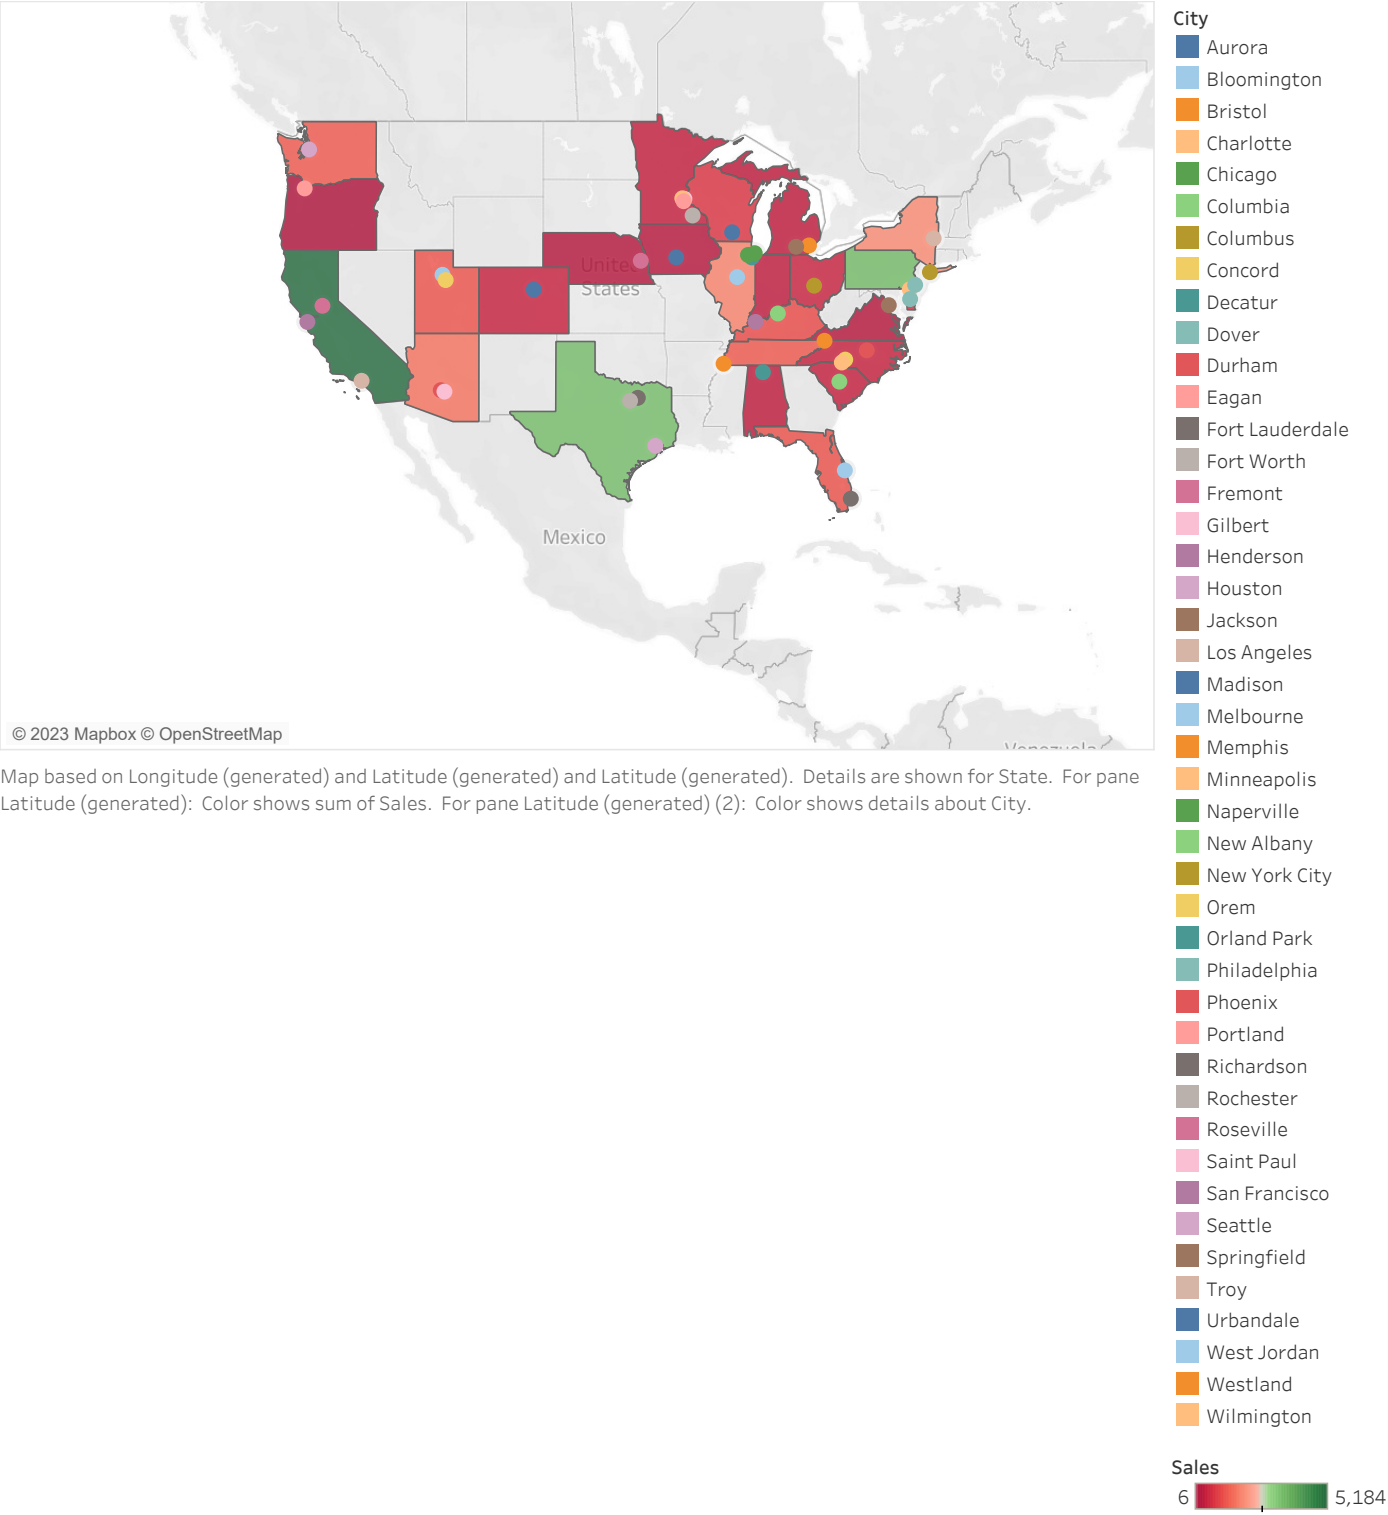 City
Aurora
Bloomington
Bristol
Charlotte
Chicago
Columbia
Columbus
Concord
Decatur
Dover
Durham
Eagan
Fort Lauderdale
Fort Worth
Fremont
Gilbert
Henderson
Houston
Jackson
Los Angeles
Madison
Melbourne
Memphis
Minneapolis
Naperville
New Albany
New York City
Orem
Orland Park
Philadelphia
Phoenix
Portland
Richardson
Rochester
Roseville
Saint Paul
San Francisco
Seattle
Springfield
Troy
Urbandale
West Jordan
Westland
Wilmington
Sales
6 5,184
United
States
Mexico
Venezuela
© 2023 Mapbox © OpenStreetMap
Map based on Longitude (generated) and Latitude (generated) and Latitude (generated).  Details are shown for State.  For pane
Latitude (generated):  Color shows sum of Sales.  For pane Latitude (generated) (2):  Color shows details about City.